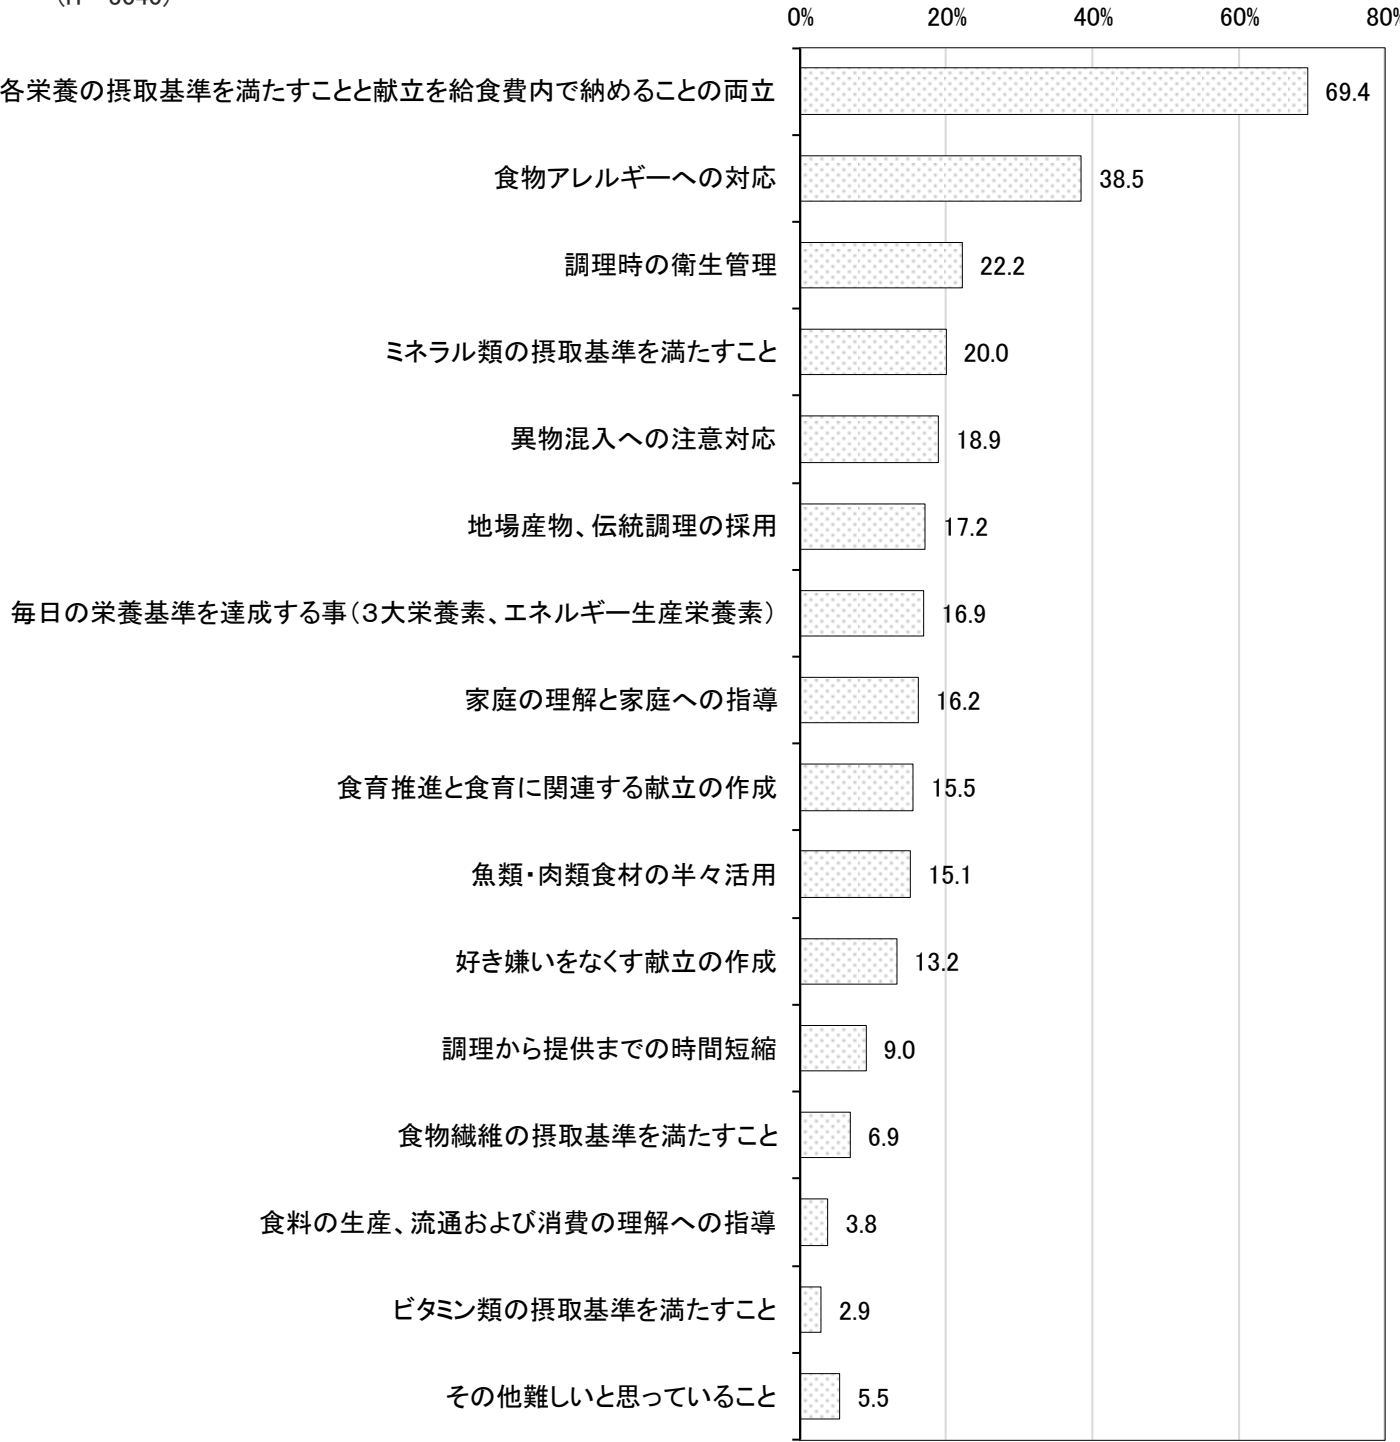 0% 20% 40% 60% 80%
各栄養の摂取基準を満たすことと献立を給食費内で納めることの両立 69.4
食物アレルギーへの対応 38.5
調理時の衛生管理 22.2
ミネラル類の摂取基準を満たすこと 20.0
異物混入への注意対応 18.9
地場産物、伝統調理の採用 17.2
毎日の栄養基準を達成する事(3大栄養素、エネルギー生産栄養素) 16.9
家庭の理解と家庭への指導 16.2
食育推進と食育に関連する献立の作成 15.5
魚類・肉類食材の半々活用 15.1
好き嫌いをなくす献立の作成 13.2
調理から提供までの時間短縮 9.0
食物繊維の摂取基準を満たすこと 6.9
食料の生産、流通および消費の理解への指導 3.8
ビタミン類の摂取基準を満たすこと 2.9
その他難しいと思っていること 5.5